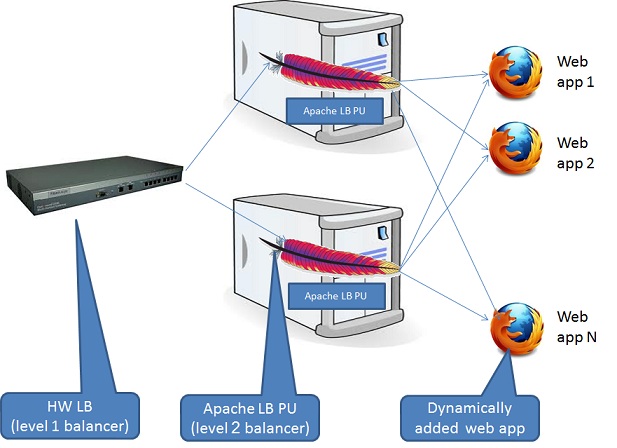 Apache LB PU
Web
app 1
Web
app 2
Apache LB PU
Web
app N
HW LB
(level 1 balancer)
Apache LB PU
(level 2 balancer)
Dynamically
added web app